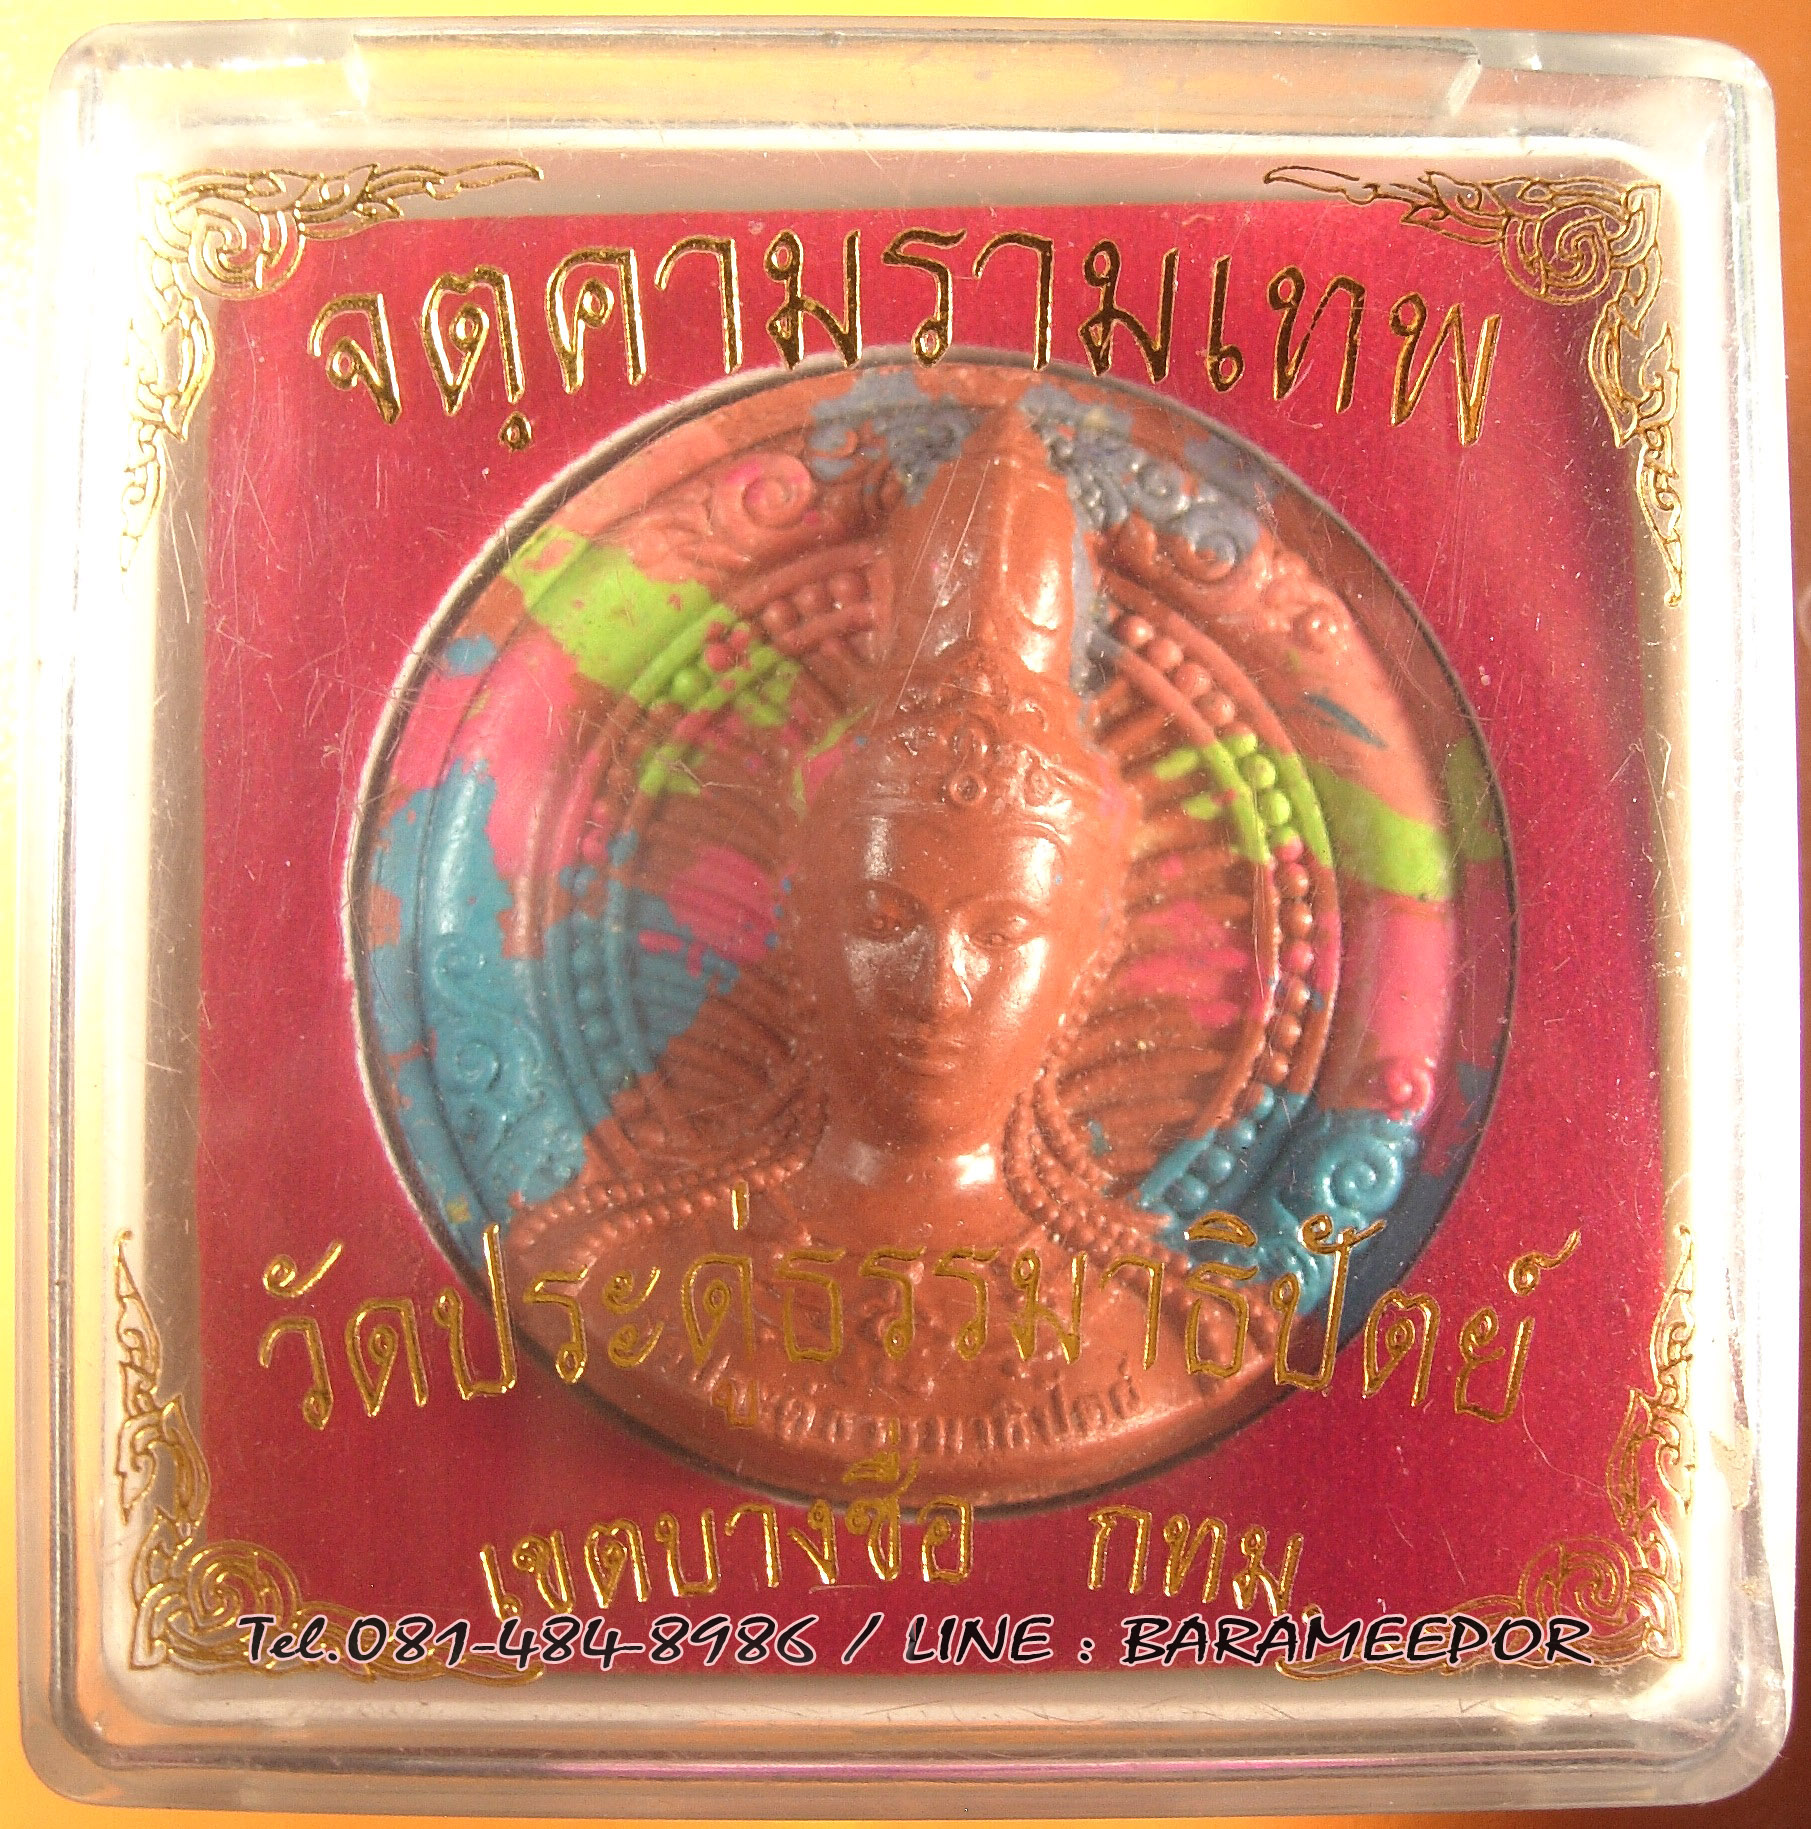 จตุคามรามเทพ
วัดประดู่ธรรมาธิปัตย์
เขตบางซื่อ กทม.
Tel.081-484-8986 / LINE : BARAMEEPOR